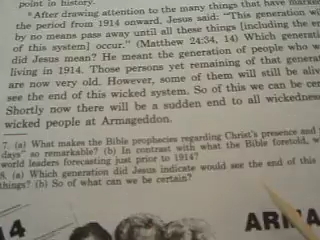 point in history.
8 After drawing attention to the many things that have marked
the period from 1914 onward, Jesus said: "This generation will
by no means pass away until all these things [including the end
of this system] occur." (Matthew 24:34, 14) Which generation
did Jesus mean? He meant the generation of people who were
living in 1914. Those persons yet remaining of that generation
are now very old. However, some of them will still be alive to
see the end of this wicked system. So of this we can be certain:
Shortly now there will be a sudden end to all wickedness and
wicked people at Armageddon.
7. (a) What makes the Bible prophecies regarding Christ's presence and
days" so remarkable? (b) In contrast with what the Bible foretold, w
world leaders forecasting just prior to 1914?
8. (a) Which generation did Jesus indicate would see the end of this
things? (b) So of what can we be certain?
14
ARMA